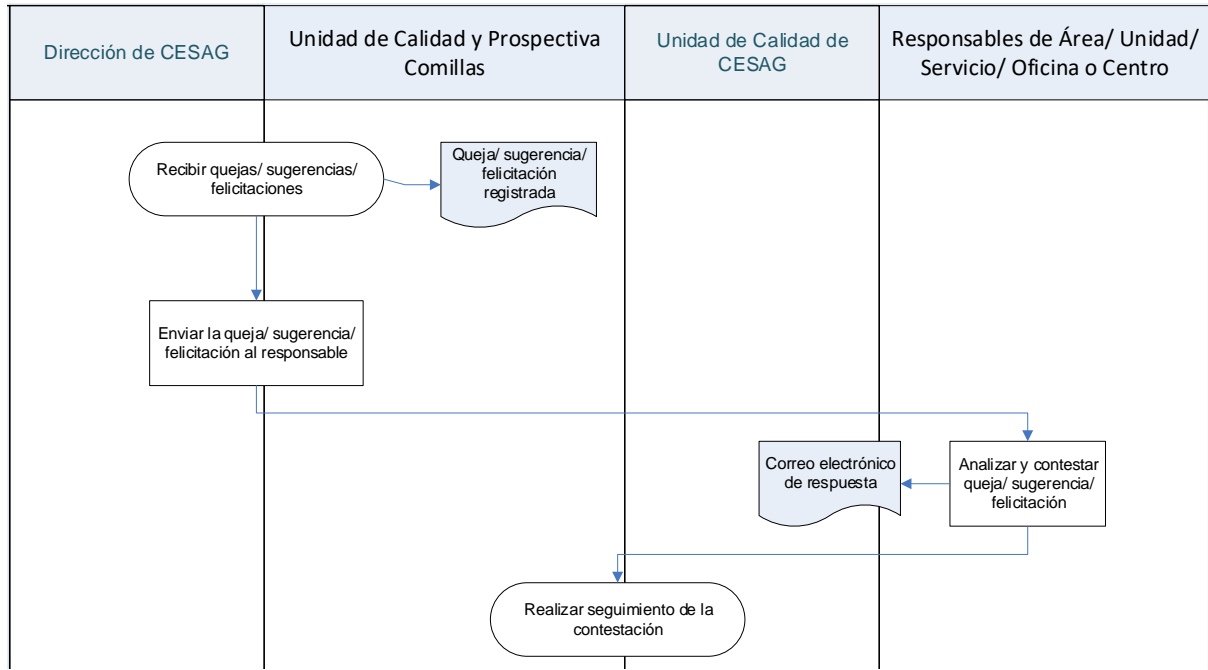 Dirección de CESAG
Unidad de Calidad y Prospectiva
Comillas
Unidad de Calidad de
CESAG
Responsables de Área/ Unidad/
Servicio/ Oficina o Centro
Recibir quejas/ sugerencias/
felicitaciones
Queja/ sugerencia/
felicitación
registrada
Enviar la queja/ sugerencia/
felicitación al responsable
Correo electrónico
de respuesta
Analizar y contestar
queja/ sugerencia/
felicitación
Realizar seguimiento de la
contestación